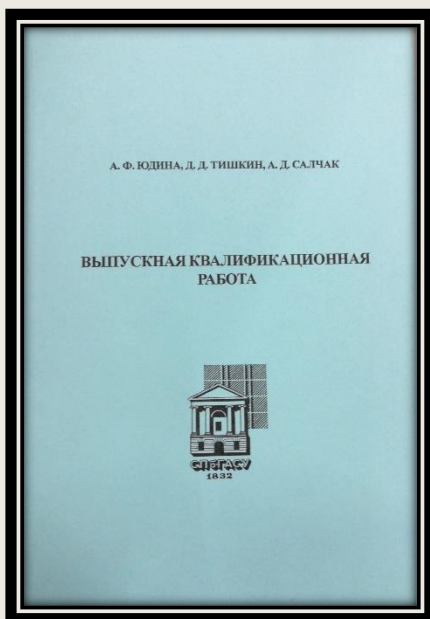 А. Ф. ЮДИНА, Д. Д. ТИШКИН, А. Д. САЛЧАК
ВЫПУСКНАЯ КВАЛИФИКАЦИОННАЯ
РАБОТА
СПбГАСУ
1832